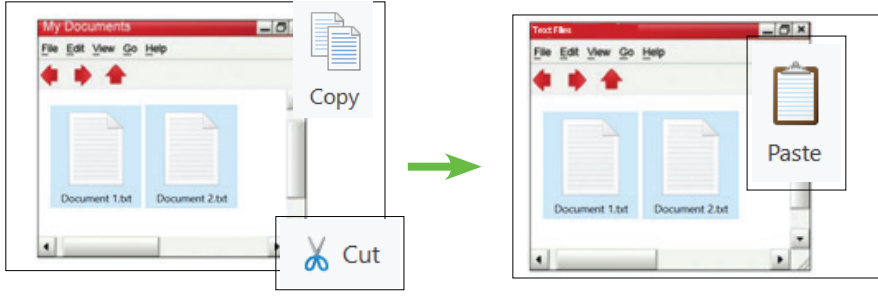 My Documents
File Edit View Go Help
Copy
Document 1.txt Document 2.txt
Cut
Text Files
File Edit View Go Help
Paste
Document 1.txt Document 2.txt